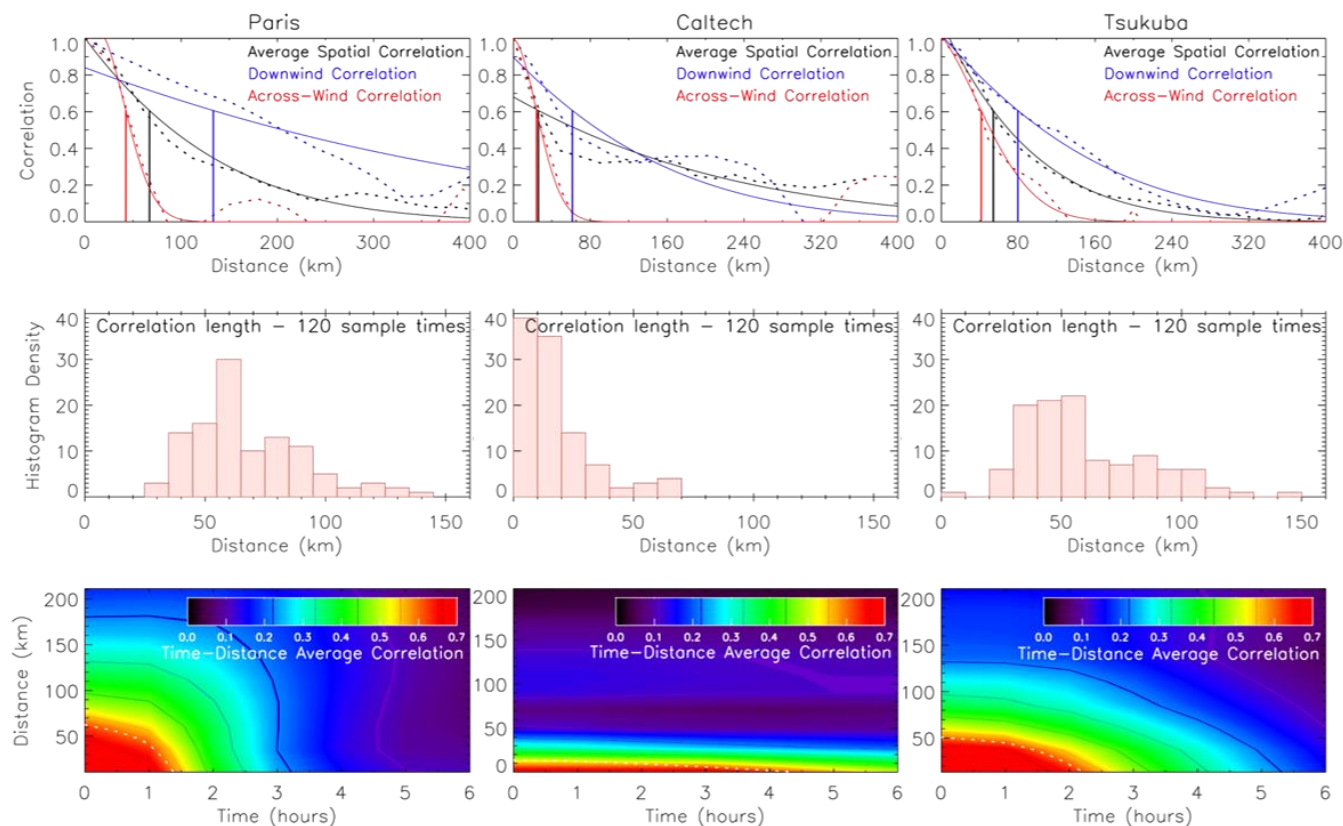 Paris Caltech Tsukuba
1.0
0.8
0.6
0.4
0.2
0.0
Correlation
Average Spatial Correlation
Downwind Correlation
Across-Wind Correlation
0 100 200 300 400
Distance (km)
Average Spatial Correlation
Downwind Correlation
Across-Wind Correlation
0 80 160 240 320 400
Distance (km)
Average Spatial Correlation
Downwind Correlation
Across-Wind Correlation
0 80 160 240 320 400
Distance (km)
40
30
20
10
0
Histogram Density
Correlation length - 120 sample times
0 50 100 150
Distance (km)
40
30
20
10
0
Correlation length - 120 sample times
0 50 100 150
Distance (km)
40
30
20
10
0
Correlation length - 120 sample times
0 50 100 150
Distance (km)
200
150
100
50
Distance (km)
0.0 0.1 0.2 0.3 0.4 0.5 0.6 0.7
Time-Distance Average Correlation
0 1 2 3 4 5 6
Time (hours)
200
150
100
50
0
0.0 0.1 0.2 0.3 0.4 0.5 0.6 0.7
Time-Distance Average Correlation
0 1 2 3 4 5 6
Time (hours)
200
150
100
50
0.0 0.1 0.2 0.3 0.4 0.5 0.6 0.7
Time-Distance Average Correlation
0 1 2 3 4 5 6
Time (hours)